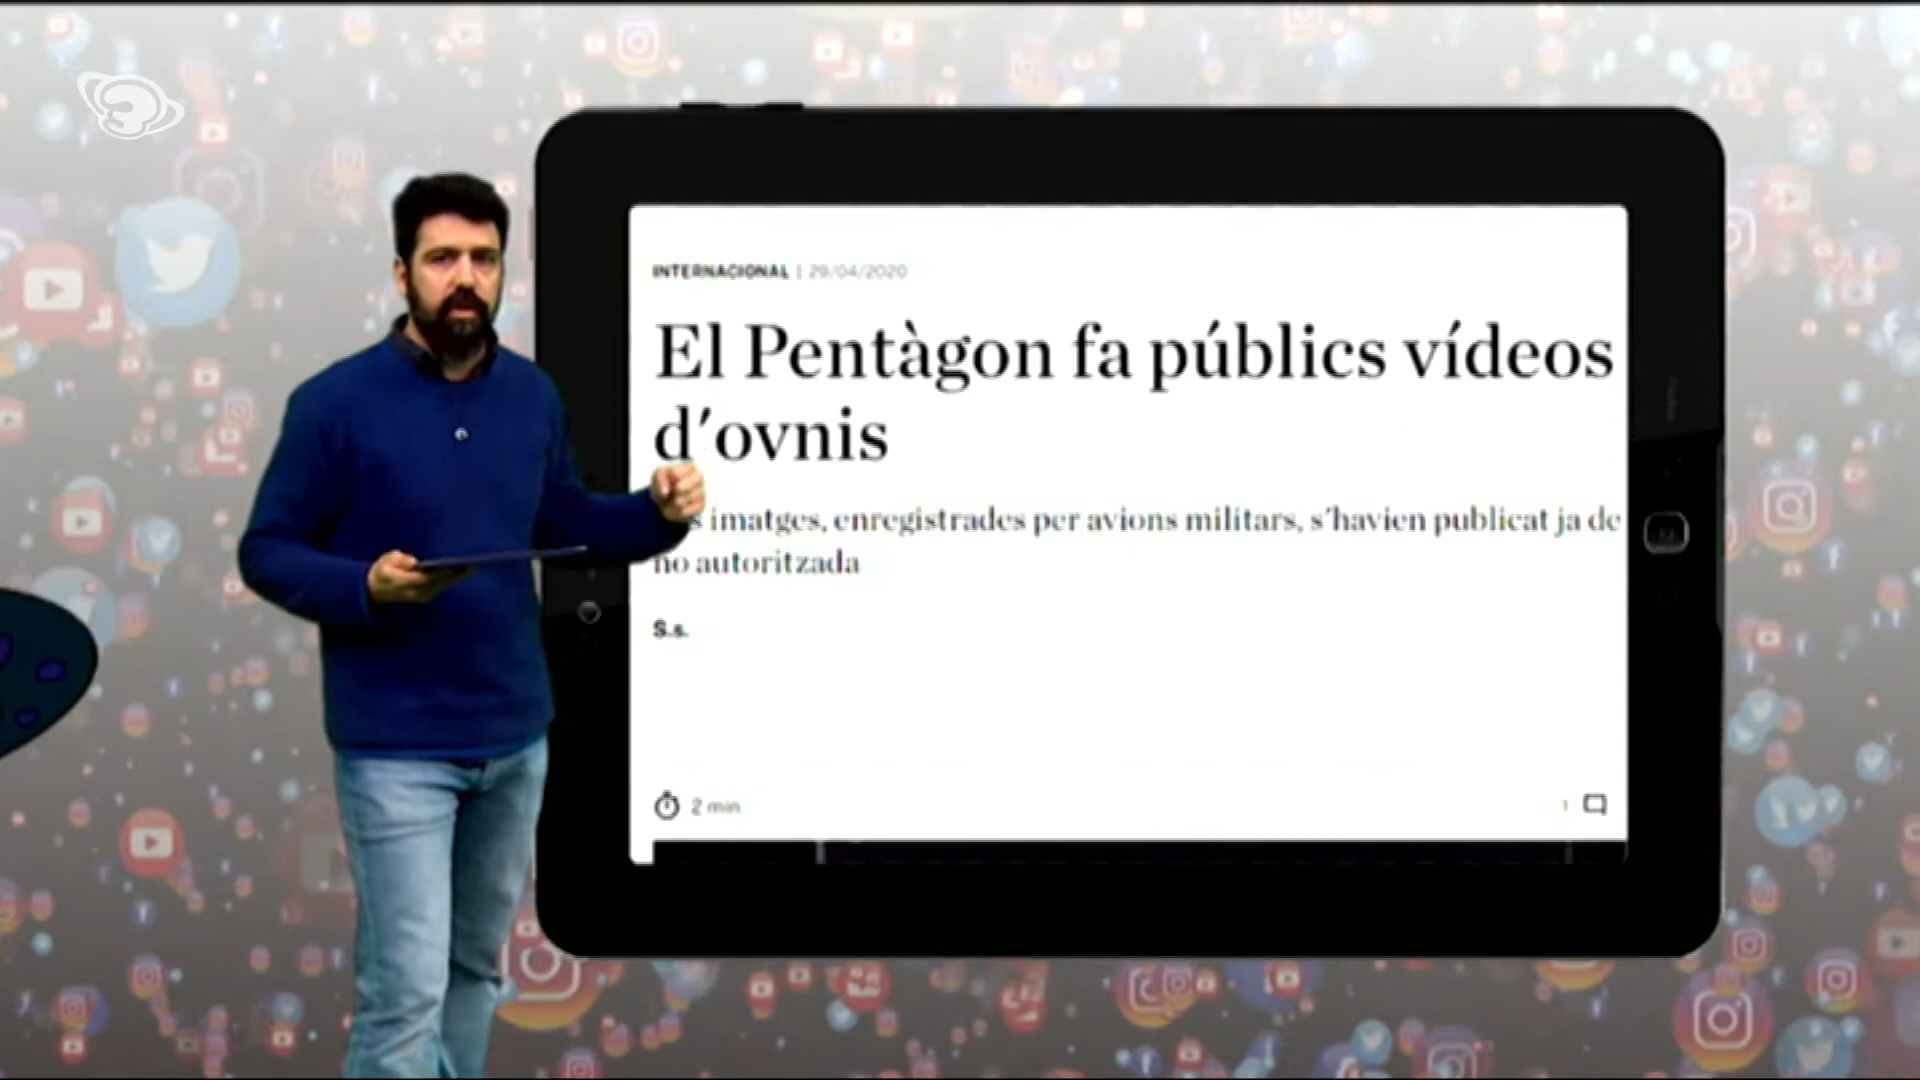 3
INTERNACIONAL | 29/04/2020
El Pentàgon fa públics vídeos
d'ovnis
imatges, enregistrades per avions militars, s'havien publicat ja de
no autoritzada
S.s.
2 min
1